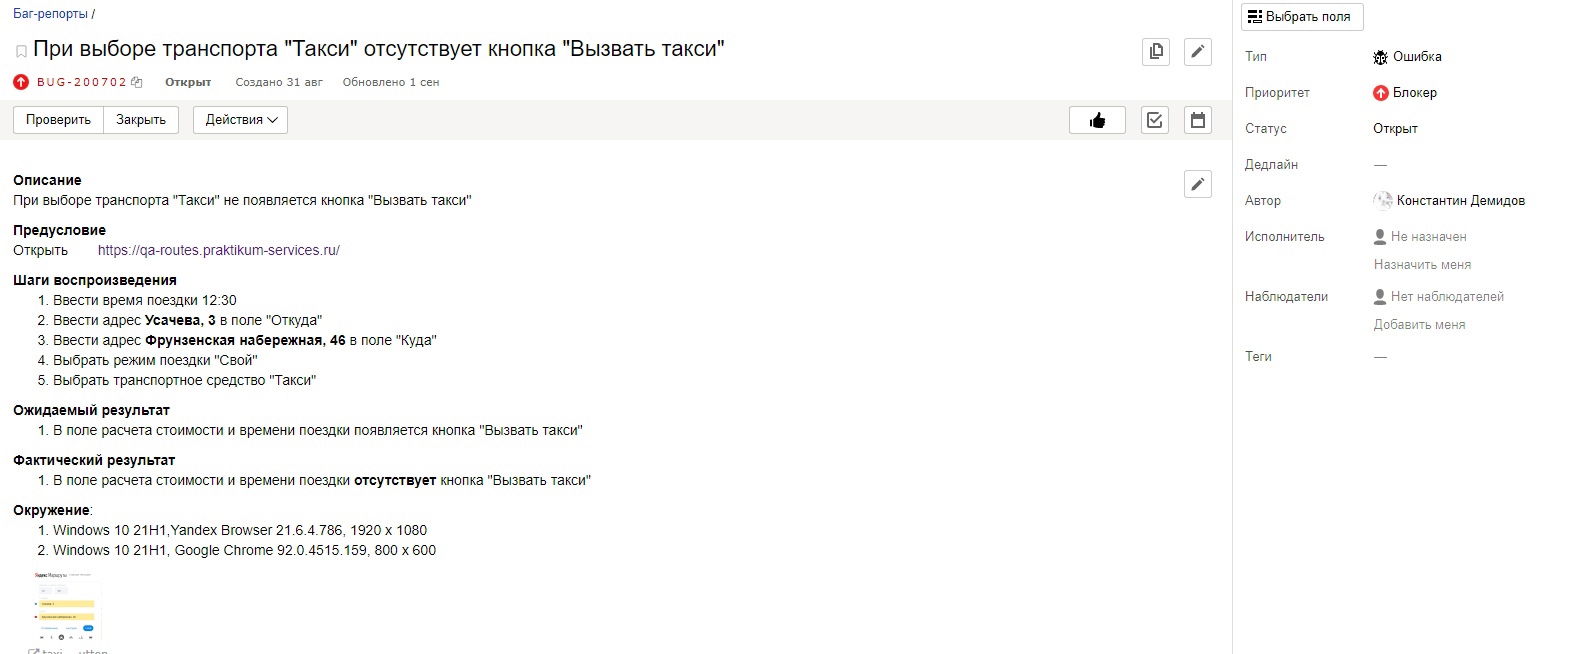 Баг-репорты /
При выборе транспорта "Такси" отсутствует кнопка "Вызвать такси"
BUG-200702 Открыт Создано 31 авг Обновлено 1 сен
Проверить Закрыть Действия
Описание
При выборе транспорта "Такси" не появляется кнопка "Вызвать такси"
Предусловие
Открыть https://qa-routes.praktikum-services.ru/
Шаги воспроизведения
1. Ввести время поездки 12:30
2. Ввести адрес Усачева, 3 в поле "Откуда"
3. Ввести адрес Фрунзенская набережная, 46 в поле "Куда"
4. Выбрать режим поездки "Свой"
5. Выбрать транспортное средство "Такси"
Ожидаемый результат
1. В поле расчета стоимости и времени поездки появляется кнопка "Вызвать такси"
Фактический результат
1. В поле расчета стоимости и времени поездки отсутствует кнопка "Вызвать такси"
Окружение:
1. Windows 10 21H1,Yandex Browser 21.6.4.786, 1920 x 1080
2. Windows 10 21H1, Google Chrome 92.0.4515.159, 800 x 600
Яндекс Маршруты
Выбрать поля
Тип Ошибка
Приоритет Блокер
Статус Открыт
Дедлайн —
Автор Константин Демидов
Исполнитель Не назначен
Назначить меня
Наблюдатели Нет наблюдателей
Добавить меня
Теги —